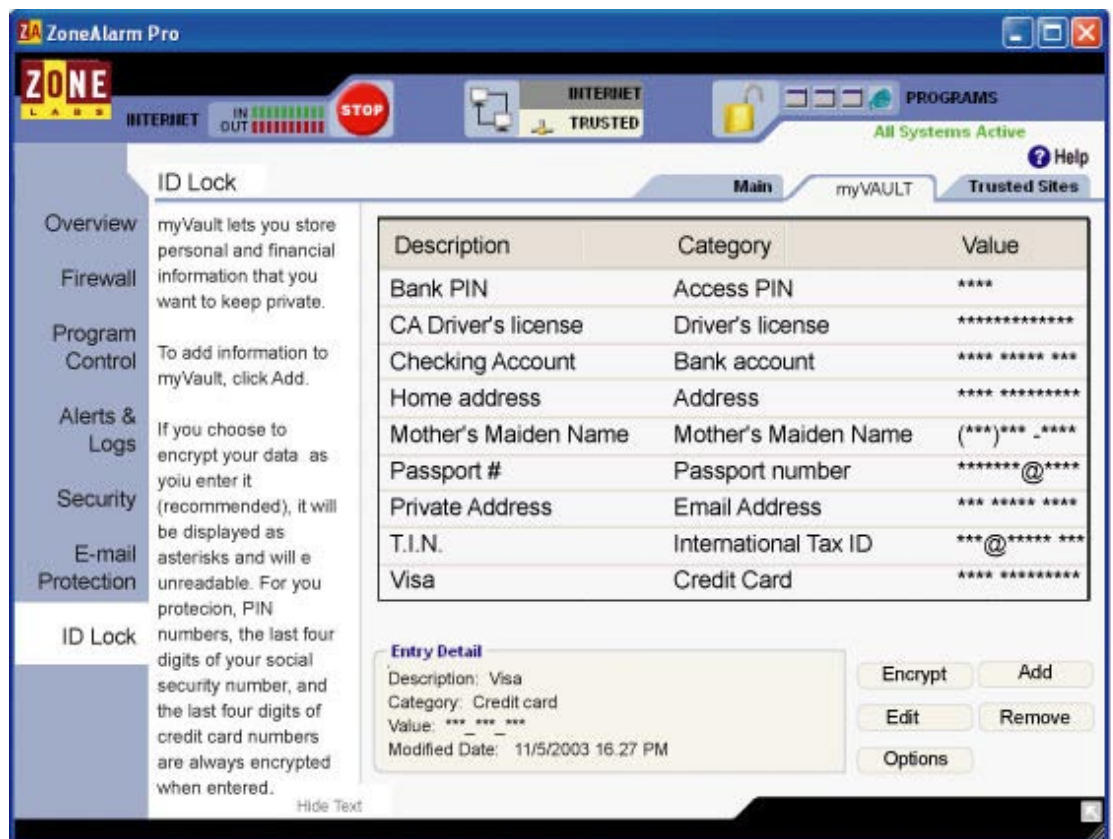 ZA ZoneAlarm Pro
ZONE
LABS
INTERNET
IN
OUT
STOP
INTERNET
TRUSTED
PROGRAMS
All Systems Active
? Help
ID Lock
Main
myVAULT
Trusted Sites
Overview
Firewall
Program
Control
Alerts &
Logs
Security
E-mail
Protection
ID Lock
myVault lets you store
personal and financial
information that you
want to keep private.
To add information to
myVault, click Add.
If you choose to
encrypt your data as
yoiu enter it
(recommended), it will
be displayed as
asterisks and will e
unreadable. For you
protecion, PIN
numbers, the last four
digits of your social
security number, and
the last four digits of
credit card numbers
are always encrypted
when entered.
Hide Text
Description Category Value
Bank PIN Access PIN ****
CA Driver's license Driver's license *************
Checking Account Bank account **** ***** ***
Home address Address **** *********
Mother's Maiden Name Mother's Maiden Name (***)*** -****
Passport # Passport number *******@****
Private Address Email Address *** ***** ****
T.I.N. International Tax ID ***@***** ***
Visa Credit Card **** *********
Entry Detail
Description: Visa
Category: Credit card
Value: ***_***_***
Modified Date: 11/5/2003 16.27 PM
Encrypt
Add
Edit
Remove
Options